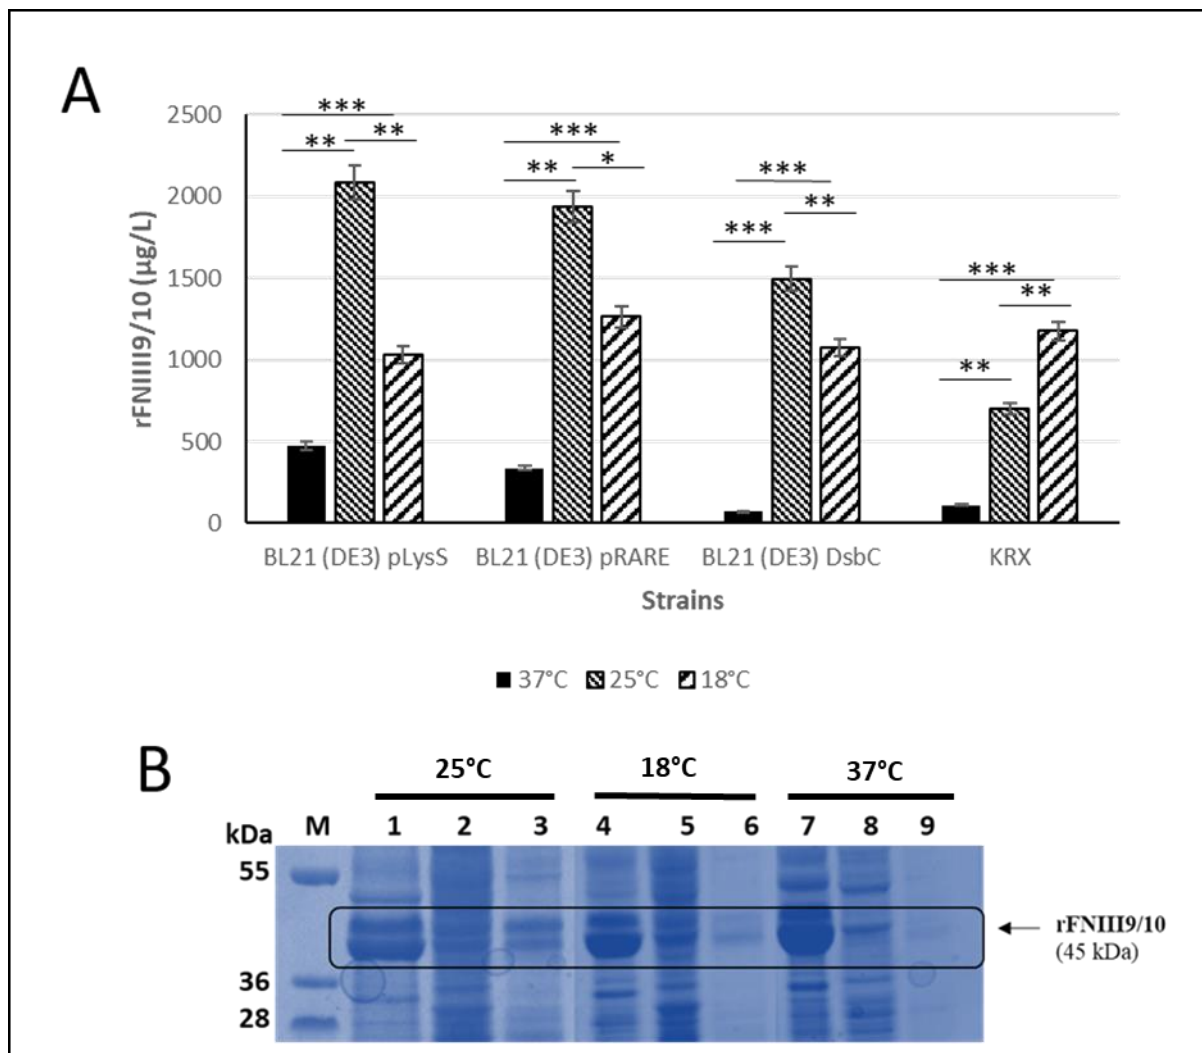 A
rFNIII9/10 (µg/L)
2500
2000
1500
1000
500
0
*** ** **
*** ** *
*** *** **
*** ** **
BL21 (DE3) pLysS BL21 (DE3) pRARE BL21 (DE3) DsbC KRX
Strains
37°C 25°C 18°C
B
25°C 18°C 37°C
kDa M 1 2 3 4 5 6 7 8 9
55
rFNIII9/10
(45 kDa)
36
28